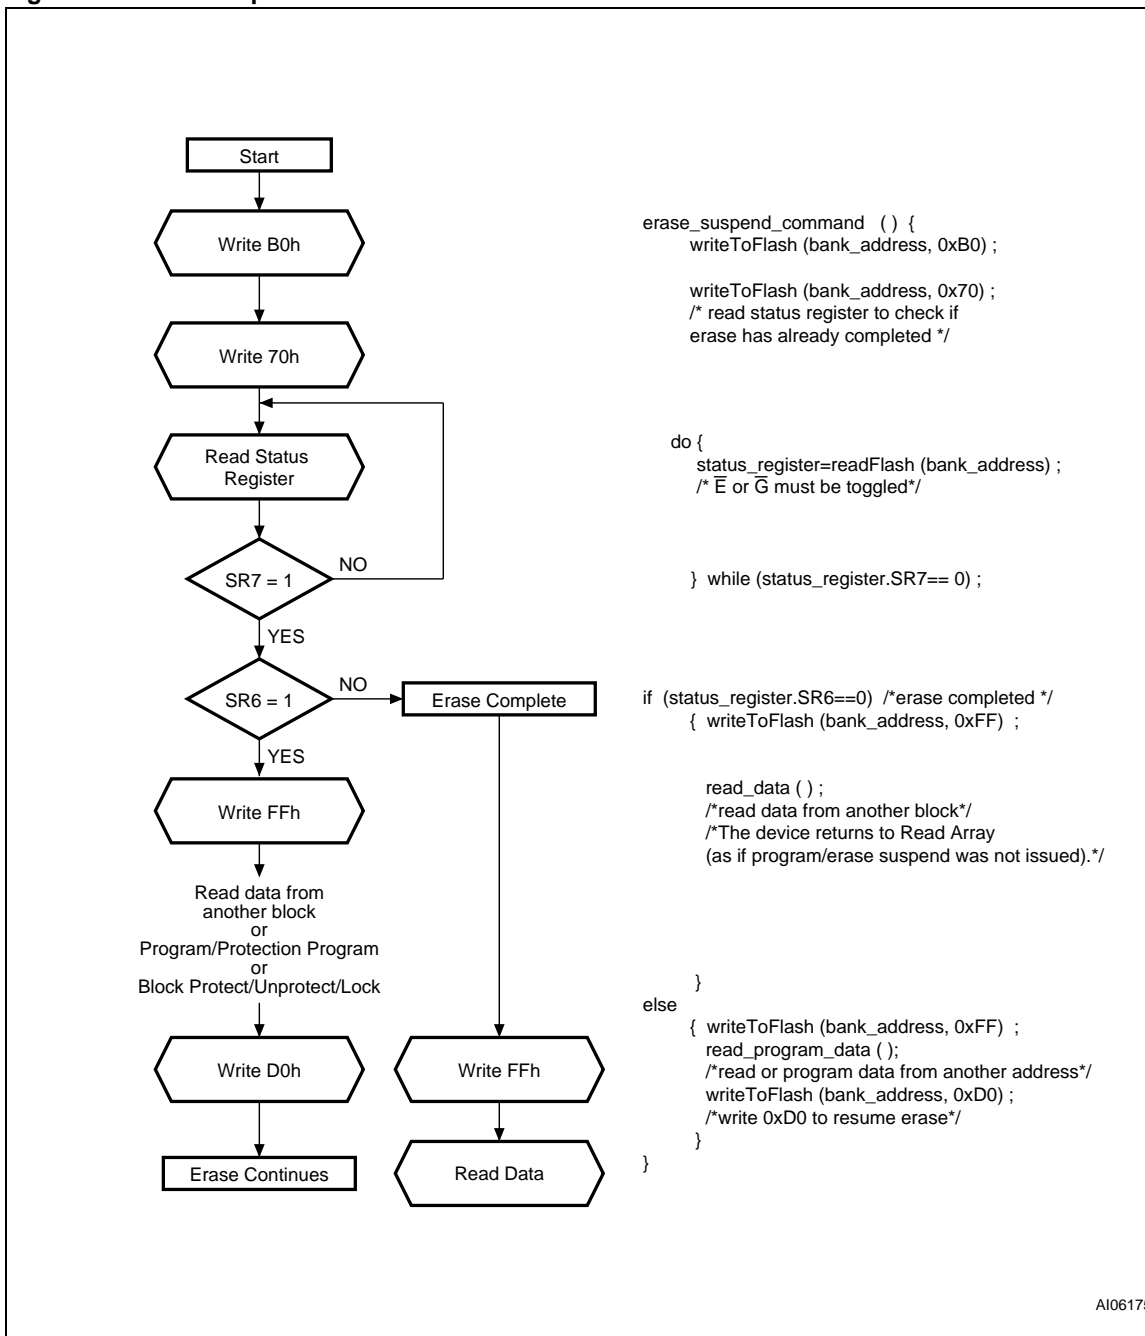 Start
Write B0h
Write 70h
Read Status
Register
SR7 = 1
NO
YES
SR6 = 1
NO
Erase Complete
YES
Write FFh
Read data from
another block
or
Program/Protection Program
or
Block Protect/Unprotect/Lock
Write D0h
Write FFh
Erase Continues
Read Data
erase_suspend_command ( ) {
writeToFlash (bank_address, 0xB0) ;
writeToFlash (bank_address, 0x70) ;
/* read status register to check if
erase has already completed */
do {
status_register=readFlash (bank_address) ;
/* E̅ or G̅ must be toggled*/
} while (status_register.SR7== 0) ;
if (status_register.SR6==0) /*erase completed */
{ writeToFlash (bank_address, 0xFF) ;
read_data ( ) ;
/*read data from another block*/
/*The device returns to Read Array
(as if program/erase suspend was not issued).*/
}
else
{ writeToFlash (bank_address, 0xFF) ;
read_program_data ( );
/*read or program data from another address*/
writeToFlash (bank_address, 0xD0) ;
/*write 0xD0 to resume erase*/
}
}
AI06175